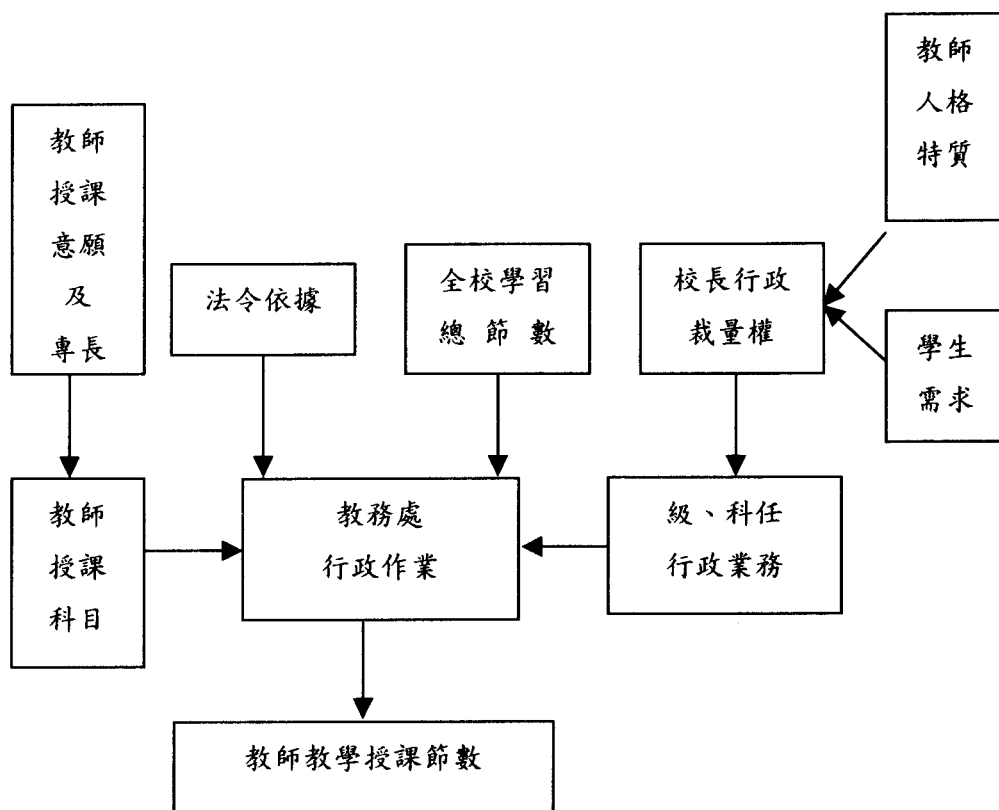 教師
人格
特質
教師
授課
意願
及
專長
法令依據
全校學習
總節數
校長行政
裁量權
學生
需求
教師
授課
科目
教務處
行政作業
級、科任
行政業務
教師教學授課節數